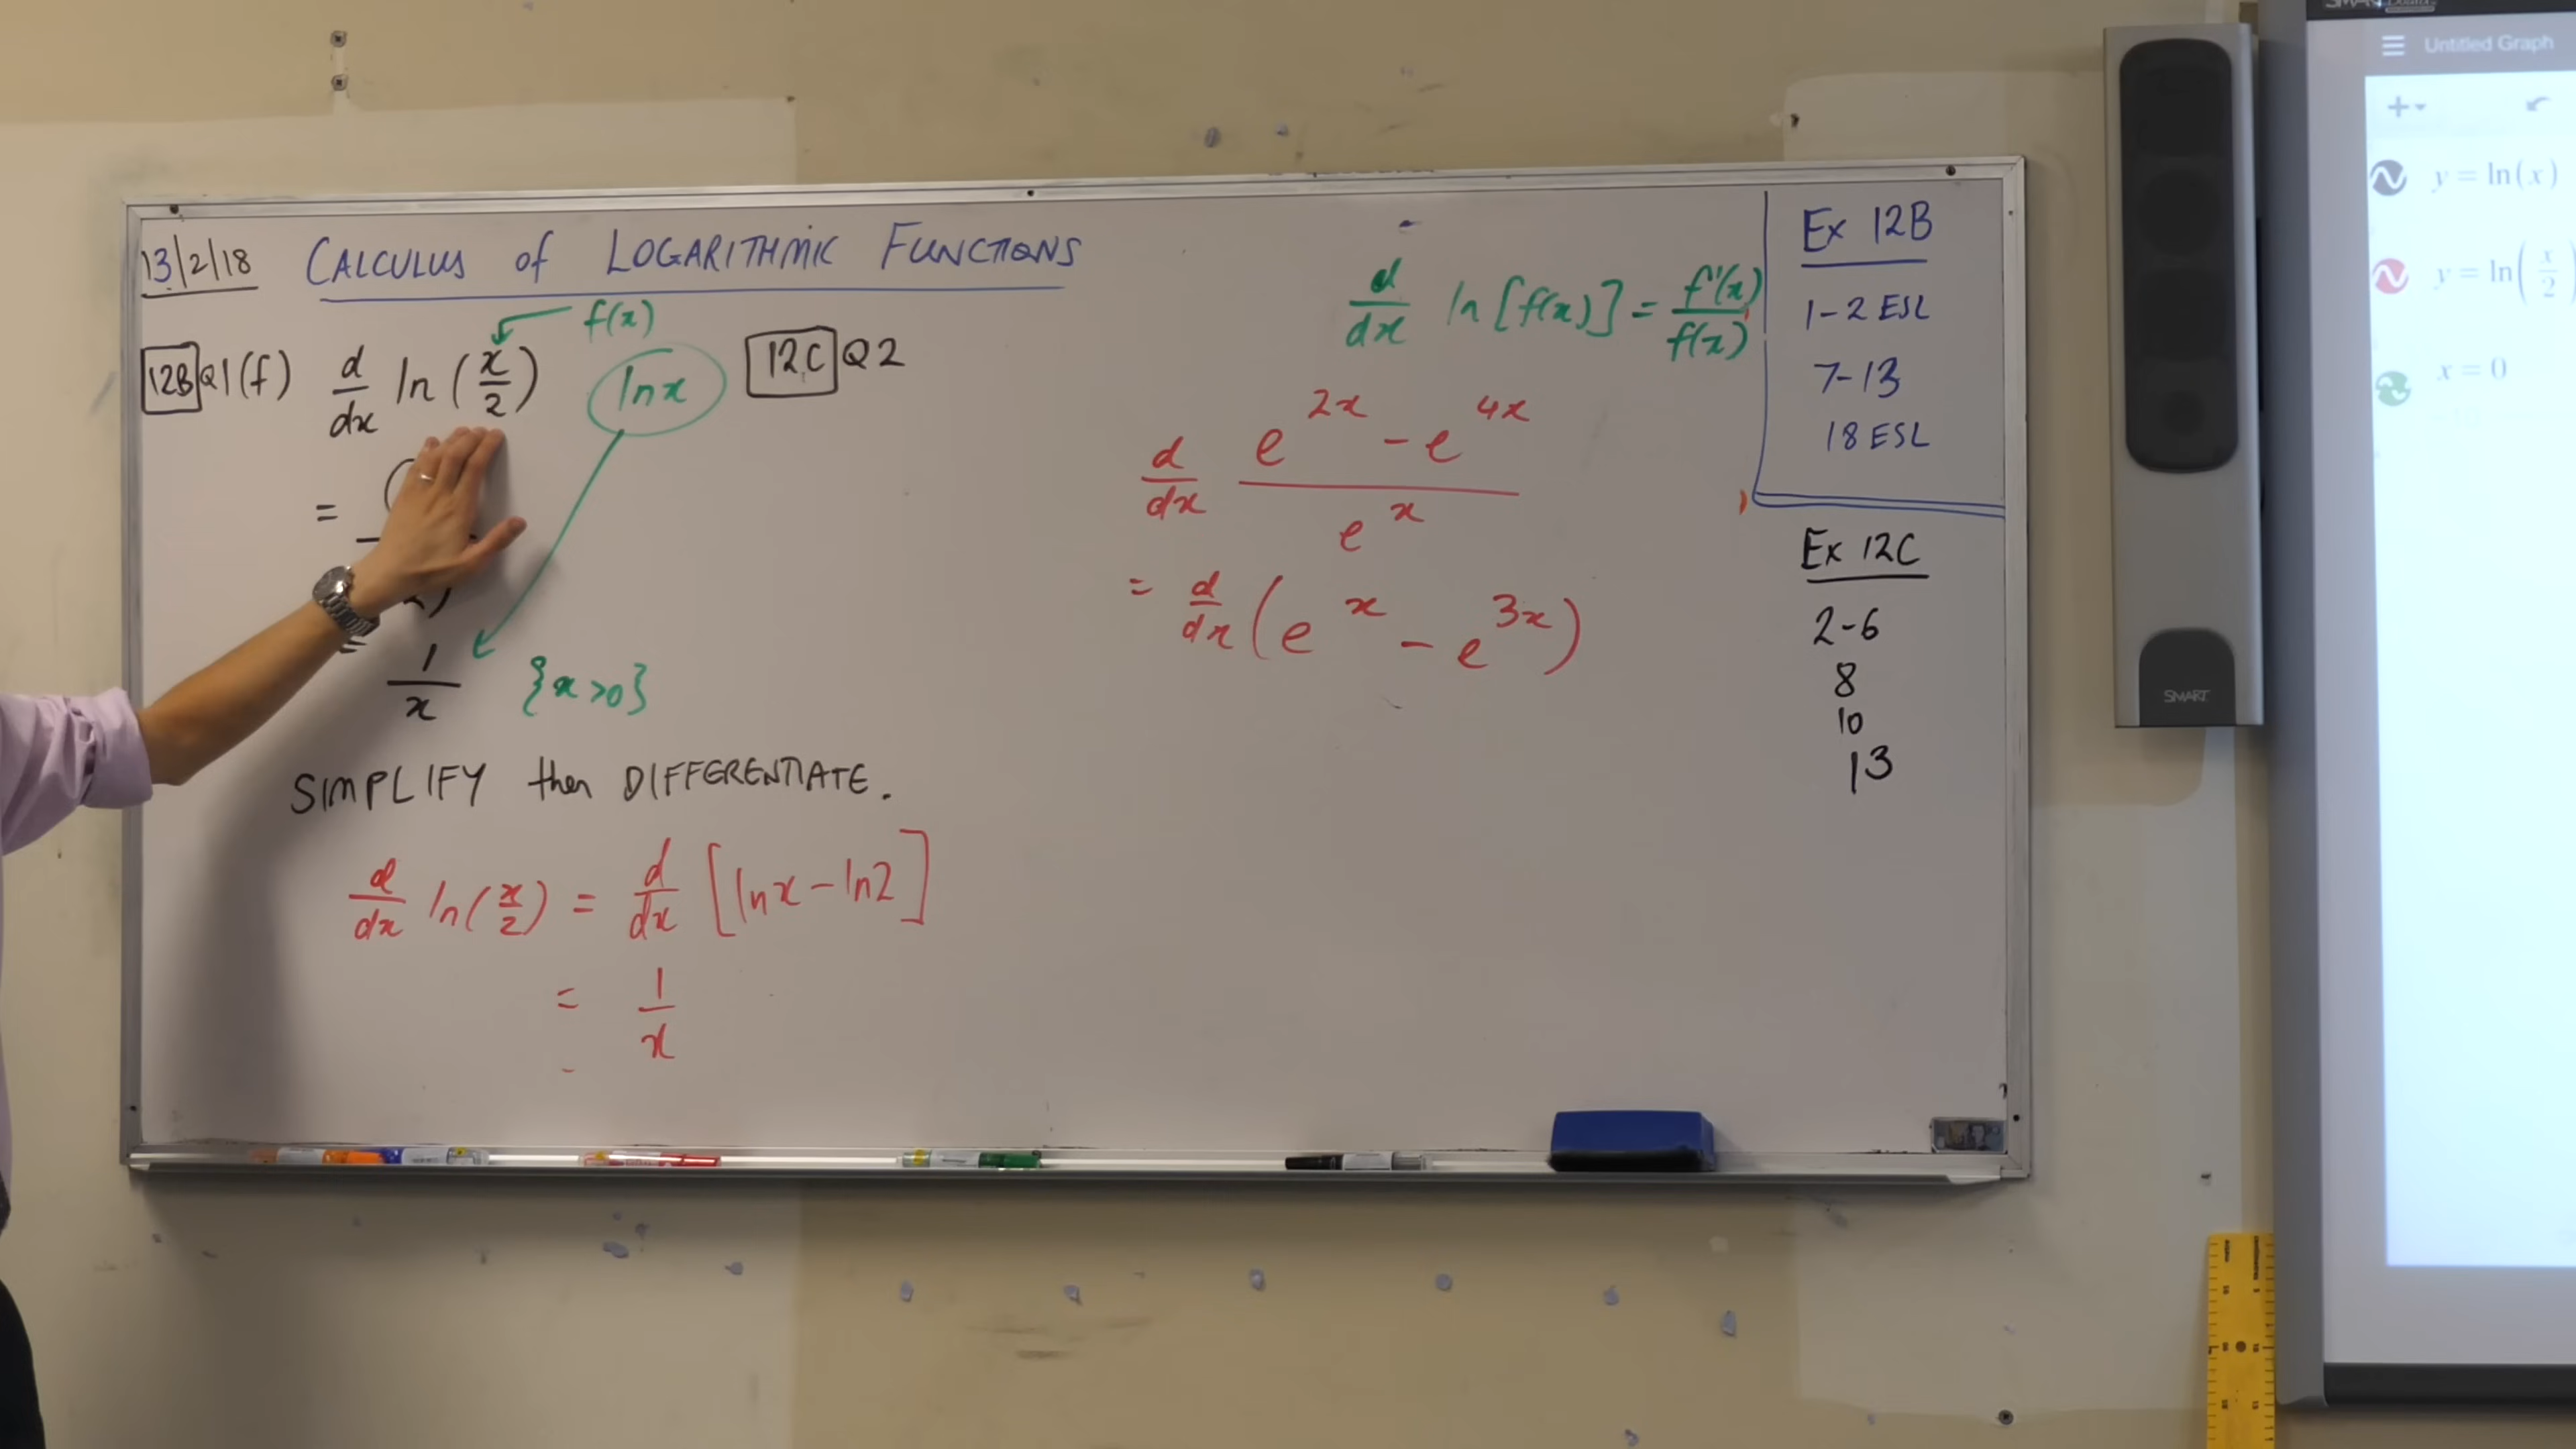 13/2/18 CALCULUS of LOGARITHMIC FUNCTIONS
f(x)
12B Q1(f) d/dx ln(x/2)
ln x
=
= 1/x {x>0}
SIMPLIFY then DIFFERENTIATE.
d/dx ln(x/2) = d/dx [ln x - ln 2]
= 1/x
12C Q2
d/dx ln[f(x)] = f'(x)/f(x)
d/dx (e^2x - e^4x)/e^x
= d/dx (e^x - e^3x)
Ex 12B
1-2 ESL
7-13
18 ESL
Ex 12C
2-6
8
10
13
SMART
Untitled Graph
y = ln(x)
y = ln(x/2)
x = 0